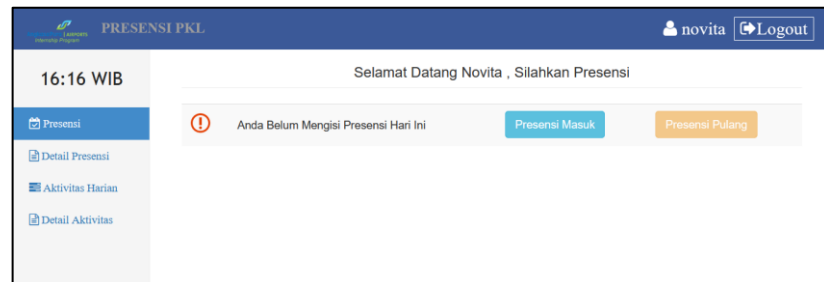 PRESENSI PKL
novita Logout
16:16 WIB
Selamat Datang Novita , Silahkan Presensi
Presensi
Anda Belum Mengisi Presensi Hari Ini
Presensi Masuk
Presensi Pulang
Detail Presensi
Aktivitas Harian
Detail Aktivitas